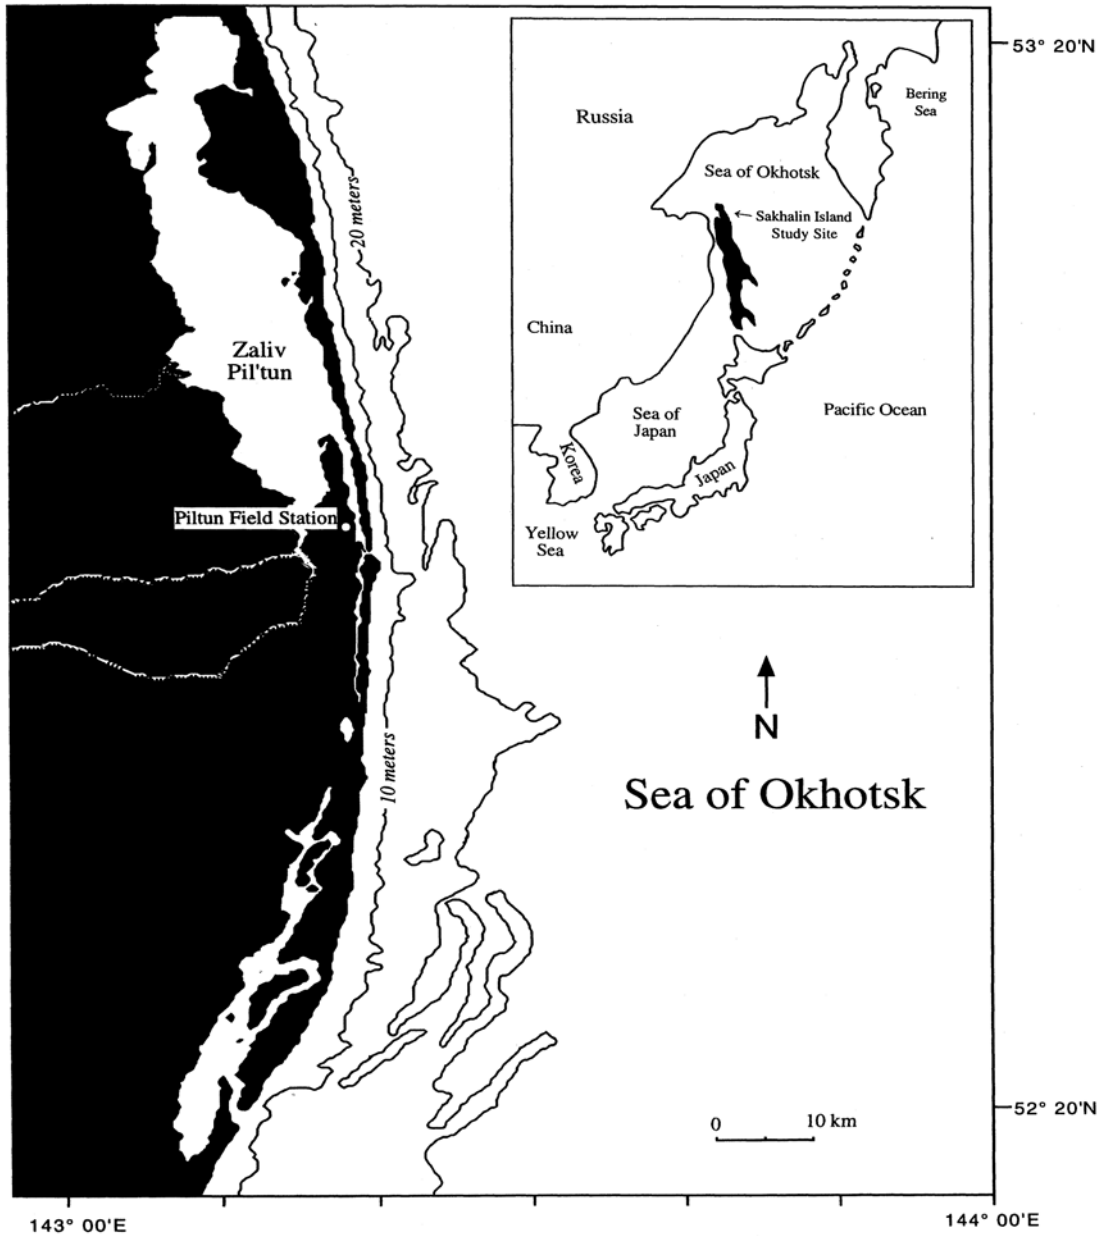 53° 20'N
Russia
Bering
Sea
Sea of Okhotsk
← Sakhalin Island
Study Site
20 meters
China
Zaliv
Pil'tun
Pacific Ocean
Sea of
Japan
Korea
Japan
Piltun Field Station
Yellow
Sea
N
10 meters
Sea of Okhotsk
52° 20'N
0
10 km
143° 00'E
144° 00'E